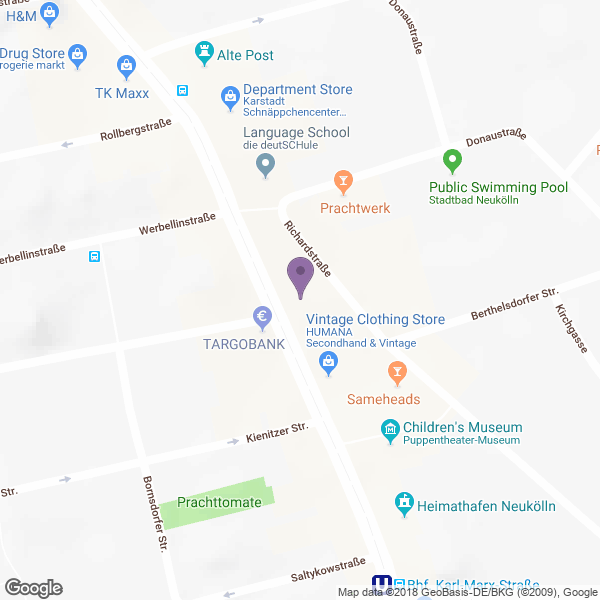 H&M
Donaustraße
Drug Store
rogerie markt
Alte Post
TK Maxx
Department Store
Karstadt
Schnäppchencenter...
Rollbergstraße
Language School
die deutSCHule
Donaustraße
Public Swimming Pool
Stadtbad Neukölln
Prachtwerk
Werbellinstraße
erbellinstraße
Richardstraße
Berthelsdorfer Str.
Kirchgasse
Vintage Clothing Store
HUMANA
Secondhand & Vintage
€
TARGOBANK
Sameheads
Children's Museum
Puppentheater-Museum
Kienitzer Str.
Str.
Bornsdorfer Str.
Prachttomate
Heimathafen Neukölln
Saltykowstraße
U
Bhf. Karl-Marx-Straße
Google
Map data ©2018 GeoBasis-DE/BKG (©2009), Google